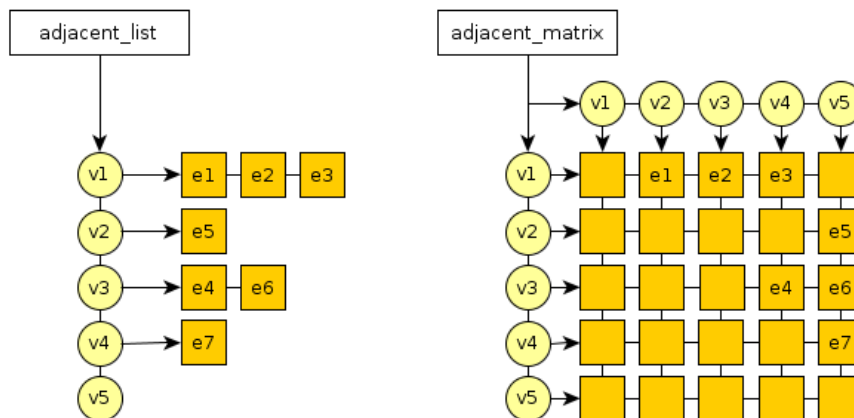 adjacent_list
v1 e1 e2 e3
v2 e5
v3 e4 e6
v4 e7
v5
adjacent_matrix
v1 v2 v3 v4 v5
v1 e1 e2 e3
v2 e5
v3 e4 e6
v4 e7
v5